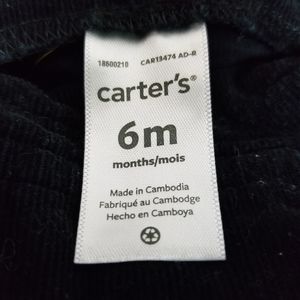 18600210 CAR13474 AD-R
carter's®
6m
months/mois
Made in Cambodia
Fabriqué au Cambodge
Hecho en Camboya